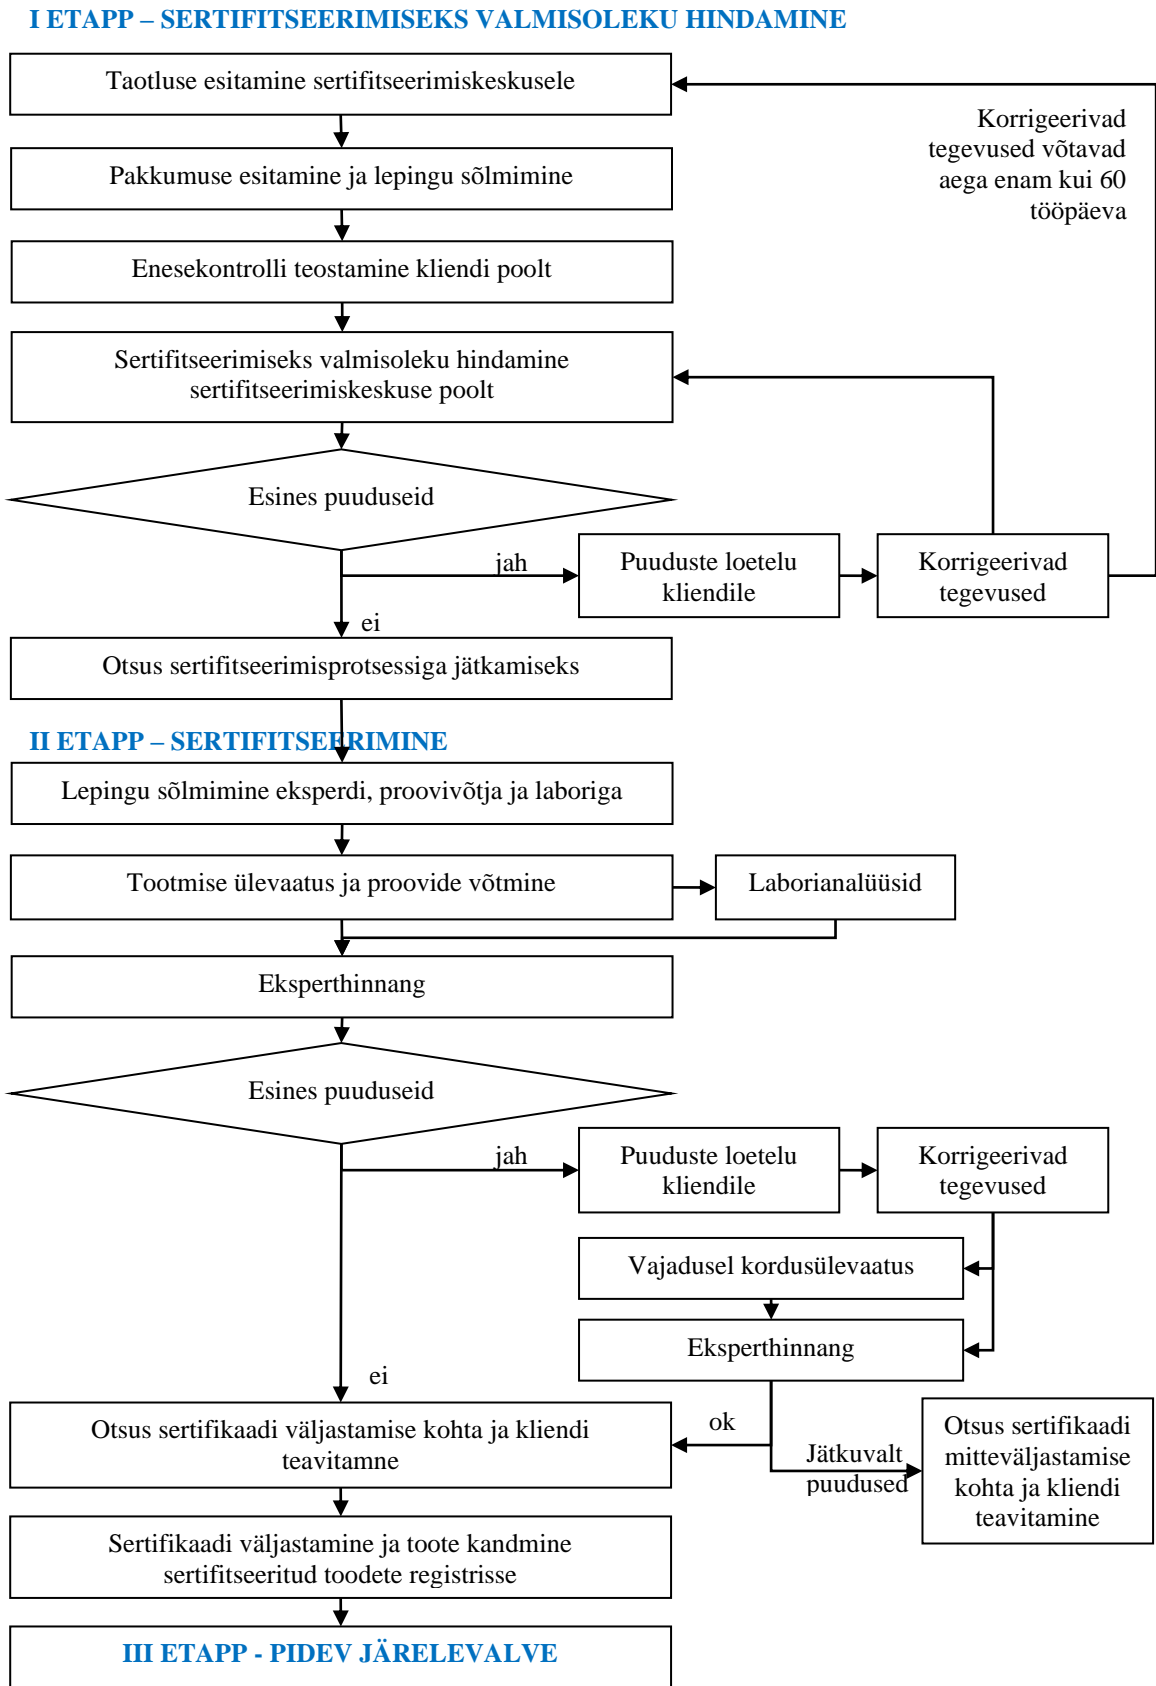 I ETAPP – SERTIFITSEERIMISEKS VALMISOLEKU HINDAMINE
Taotluse esitamine sertifitseerimiskeskusele
Korrigeerivad
tegevused võtavad
aega enam kui 60
tööpäeva
Pakkumuse esitamine ja lepingu sõlmimine
Enesekontrolli teostamine kliendi poolt
Sertifitseerimiseks valmisoleku hindamine
sertifitseerimiskeskuse poolt
Esines puuduseid
jah
Puuduste loetelu
kliendile
Korrigeerivad
tegevused
ei
Otsus sertifitseerimisprotsessiga jätkamiseks
II ETAPP – SERTIFITSEERIMINE
Lepingu sõlmimine eksperdi, proovivõtja ja laboriga
Tootmise ülevaatus ja proovide võtmine
Laborianalüüsid
Eksperthinnang
Esines puuduseid
jah
Puuduste loetelu
kliendile
Korrigeerivad
tegevused
Vajadusel kordusülevaatus
Eksperthinnang
ei
Otsus sertifikaadi väljastamise kohta ja kliendi
teavitamne
ok
Jätkuvalt
puudused
Otsus sertifikaadi
mitteväljastamise
kohta ja kliendi
teavitamine
Sertifikaadi väljastamine ja toote kandmine
sertifitseeritud toodete registrisse
III ETAPP - PIDEV JÄRELEVALVE